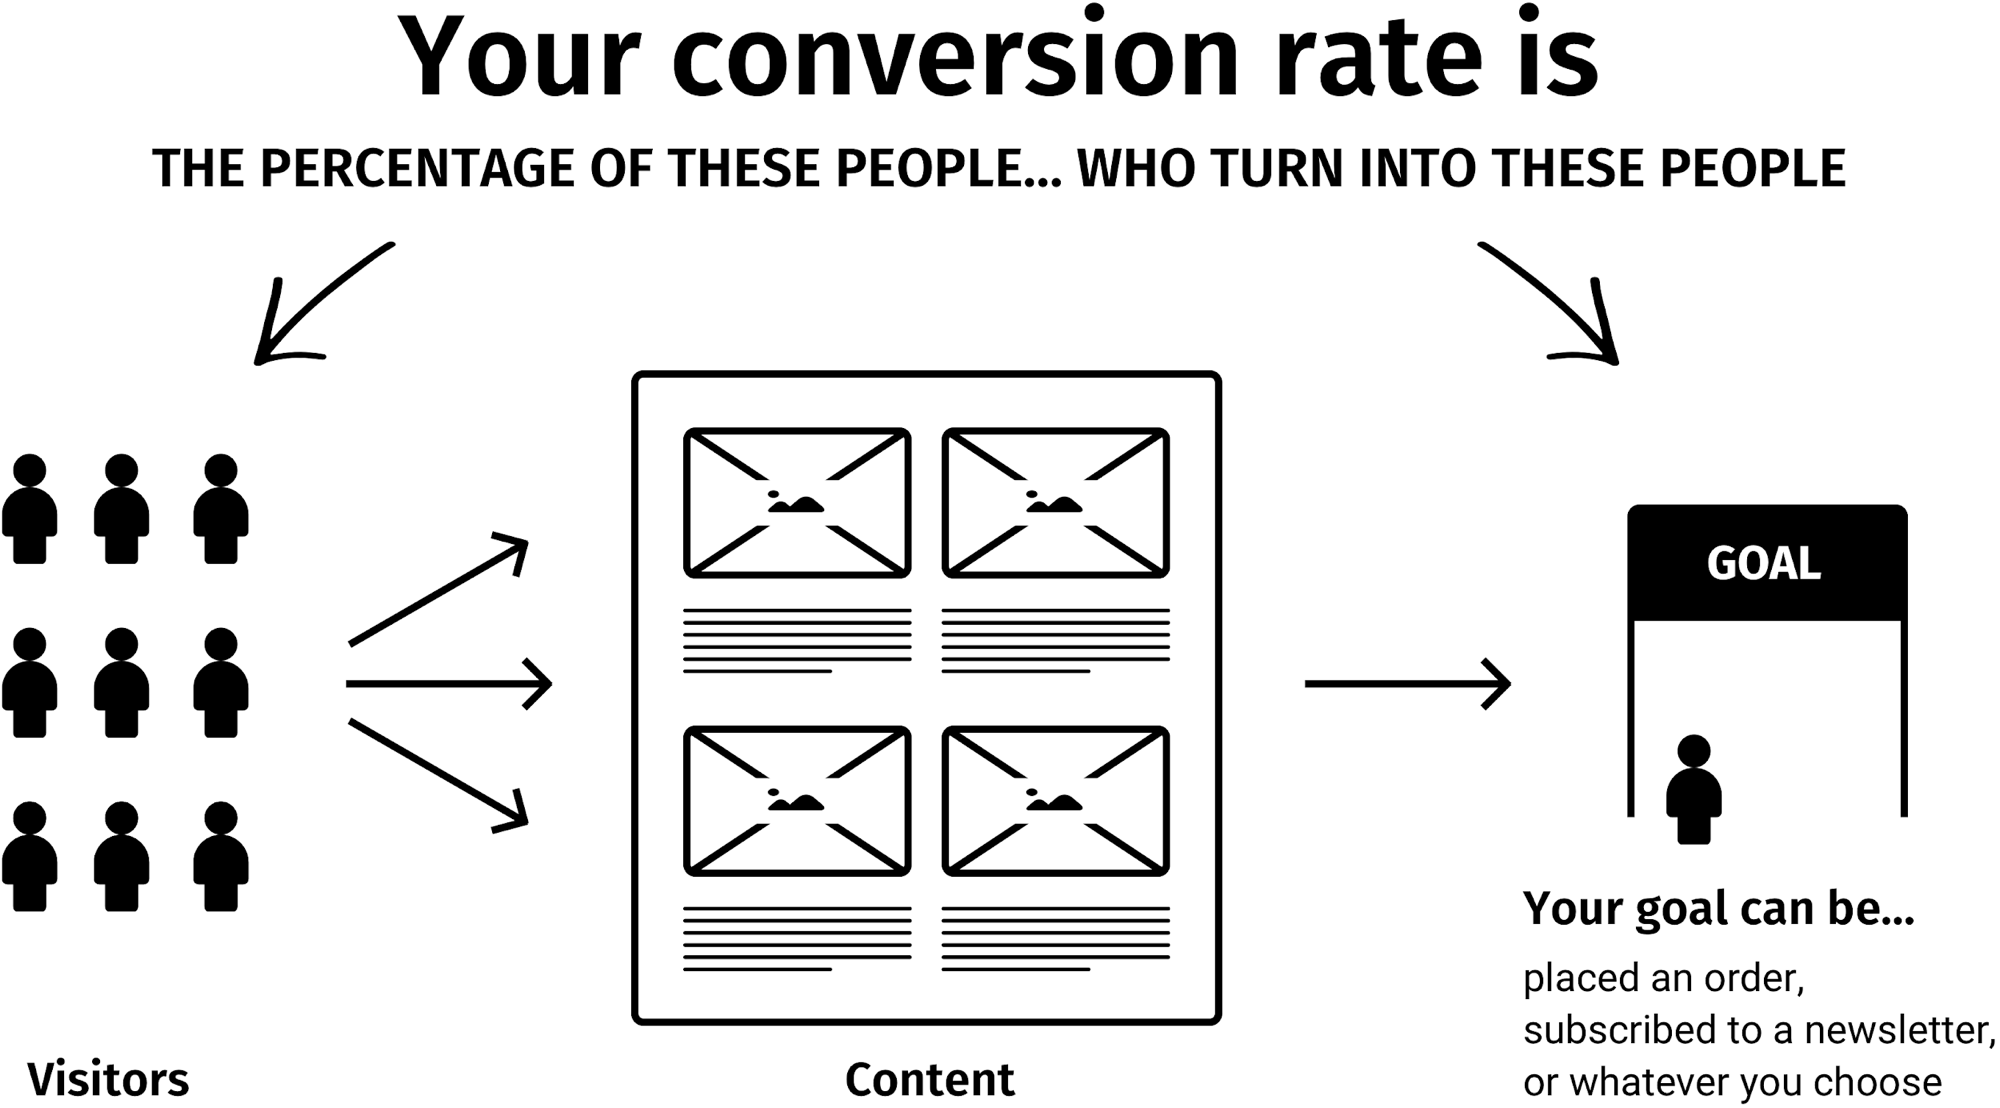 Your conversion rate is
THE PERCENTAGE OF THESE PEOPLE... WHO TURN INTO THESE PEOPLE
GOAL
Your goal can be...
placed an order,
subscribed to a newsletter,
or whatever you choose
Visitors
Content